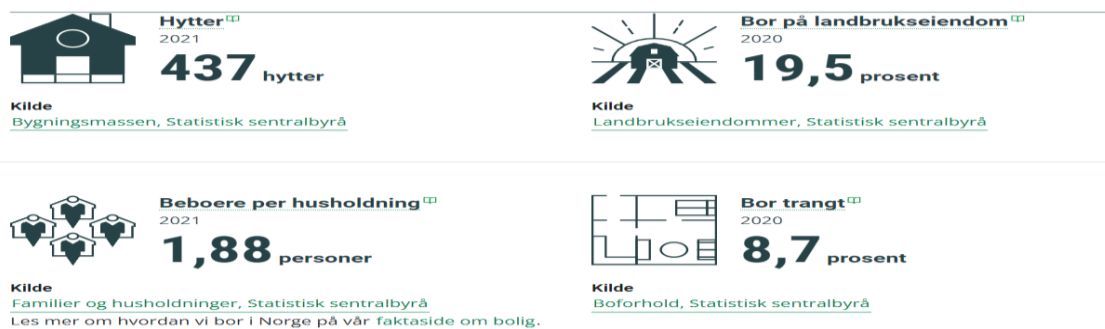 Hytter
2021
437 hytter
Kilde
Bygningsmassen, Statistisk sentralbyrå
Bor på landbrukseiendom
2020
19,5 prosent
Kilde
Landbrukseiendommer, Statistisk sentralbyrå
Beboere per husholdning
2021
1,88 personer
Kilde
Familier og husholdninger, Statistisk sentralbyrå
Les mer om hvordan vi bor i Norge på vår faktaside om bolig.
Bor trangt
2020
8,7 prosent
Kilde
Boforhold, Statistisk sentralbyrå